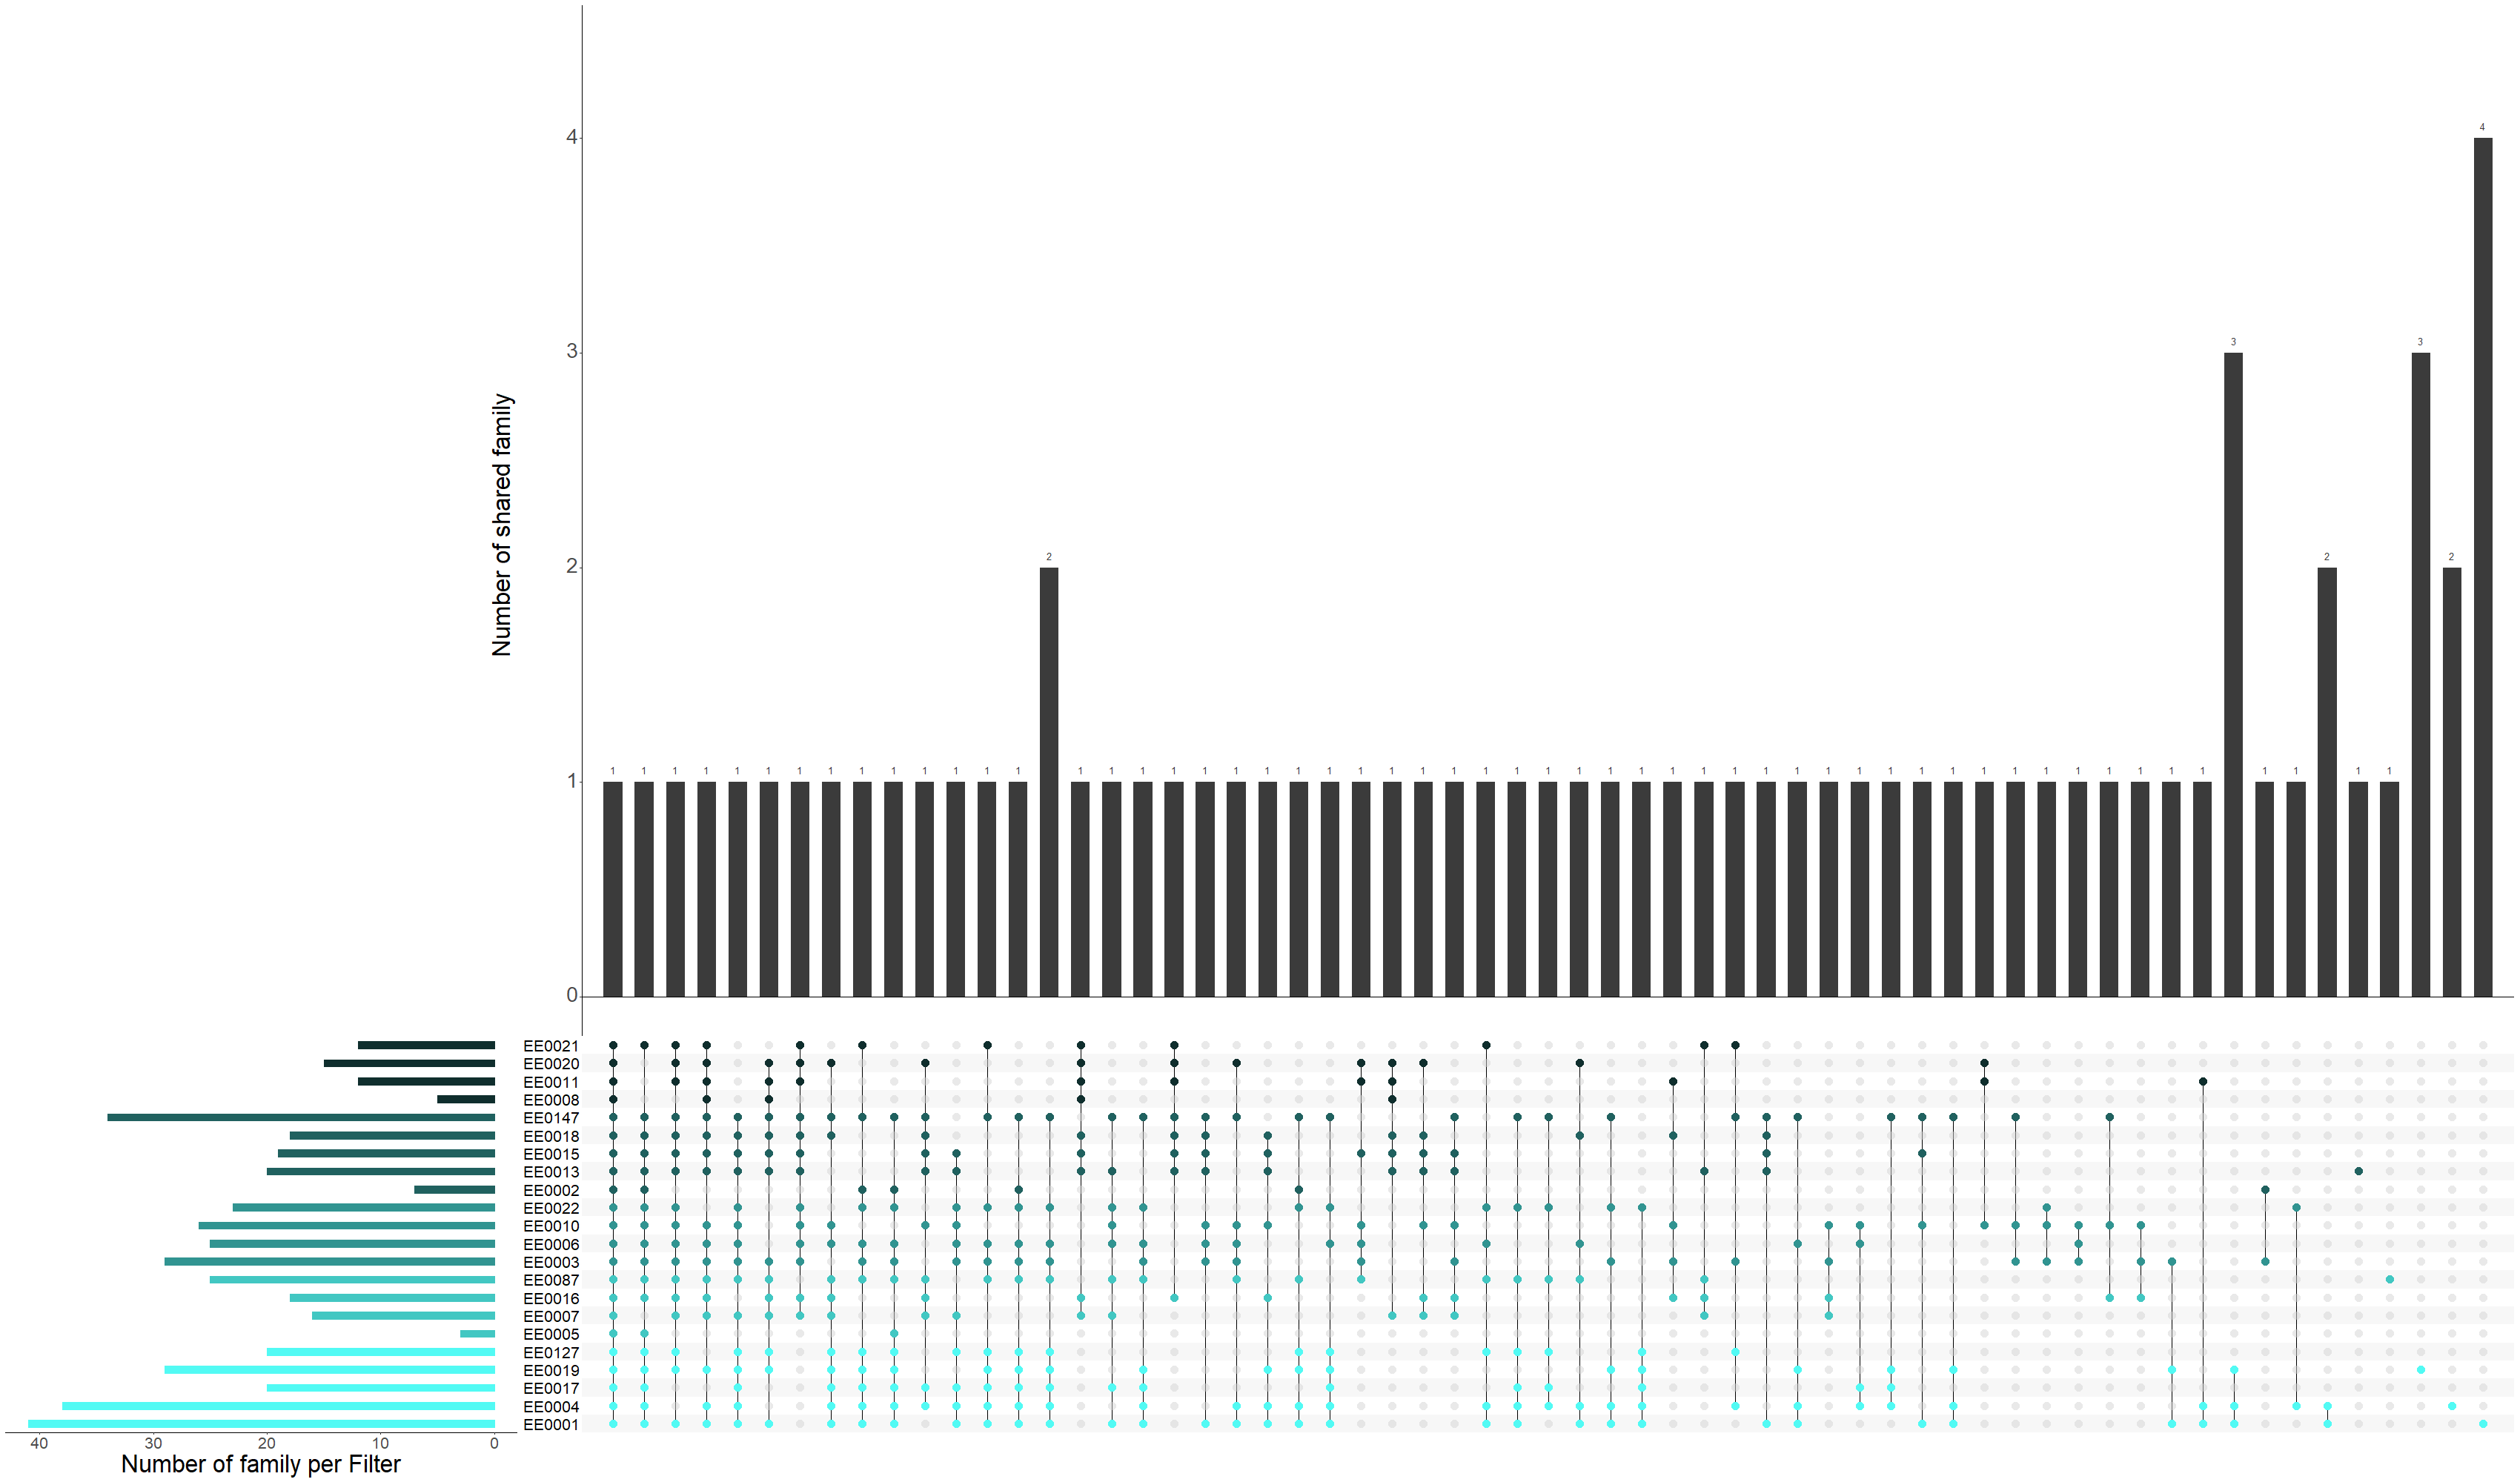 4
4
3 3
3
Number of shared family
2 2 2
2
1 1 1 1 1 1 1 1 1 1 1 1 1 1 1 1 1 1 1 1 1 1 1 1 1 1 1 1 1 1 1 1 1 1 1 1 1 1 1 1 1 1 1 1 1 1 1 1 1 1 1 1 1 1 1
1
0
EE0021
EE0020
EE0011
EE0008
EE0147
EE0018
EE0015
EE0013
EE0002
EE0022
EE0010
EE0006
EE0003
EE0087
EE0016
EE0007
EE0005
EE0127
EE0019
EE0017
EE0004
EE0001
40 30 20 10 0
Number of family per Filter